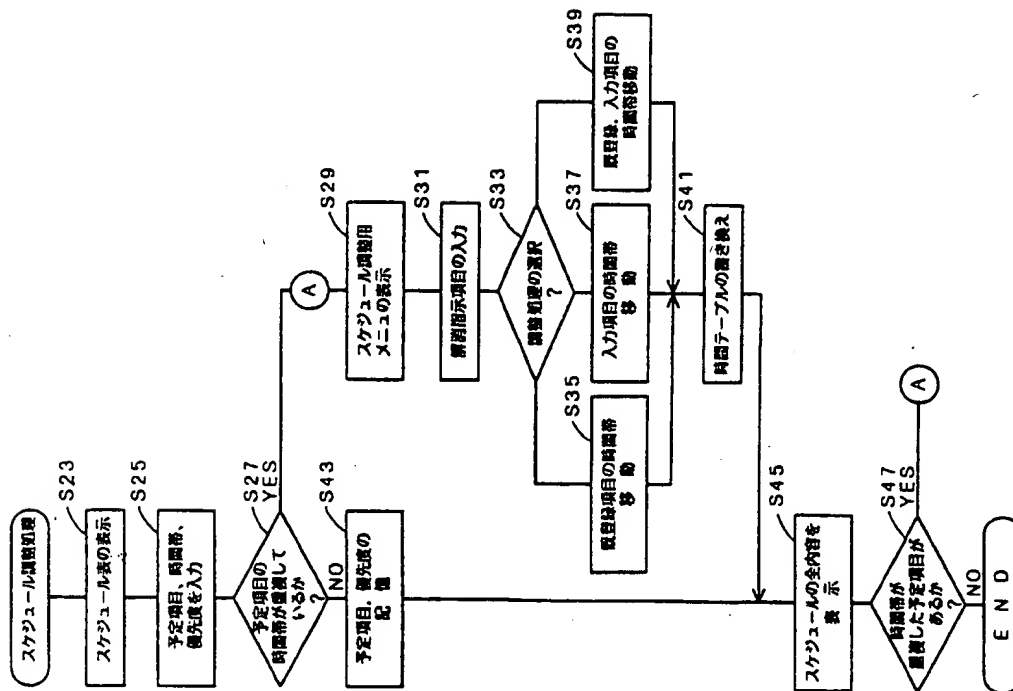 スケジュール調整処理
S23
スケジュール表の表示
S25
予定項目、時間帯、
優先度を入力
S27
予定項目の
時間帯が重複して
いるか
?
YES
NO
S43
予定項目、優先度の
記憶
A
S29
スケジュール調整用
メニュの表示
S31
解消指示項目の入力
S33
調整処理の選択
?
S35
既登録項目の時間帯
移動
S37
入力項目の時間帯
移動
S39
既登録、入力項目の
時間帯移動
S41
時間テーブルの書き換え
S45
スケジュールの全内容を
表示
S47
時間帯が
重複した予定項目が
あるか
?
YES
A
NO
END